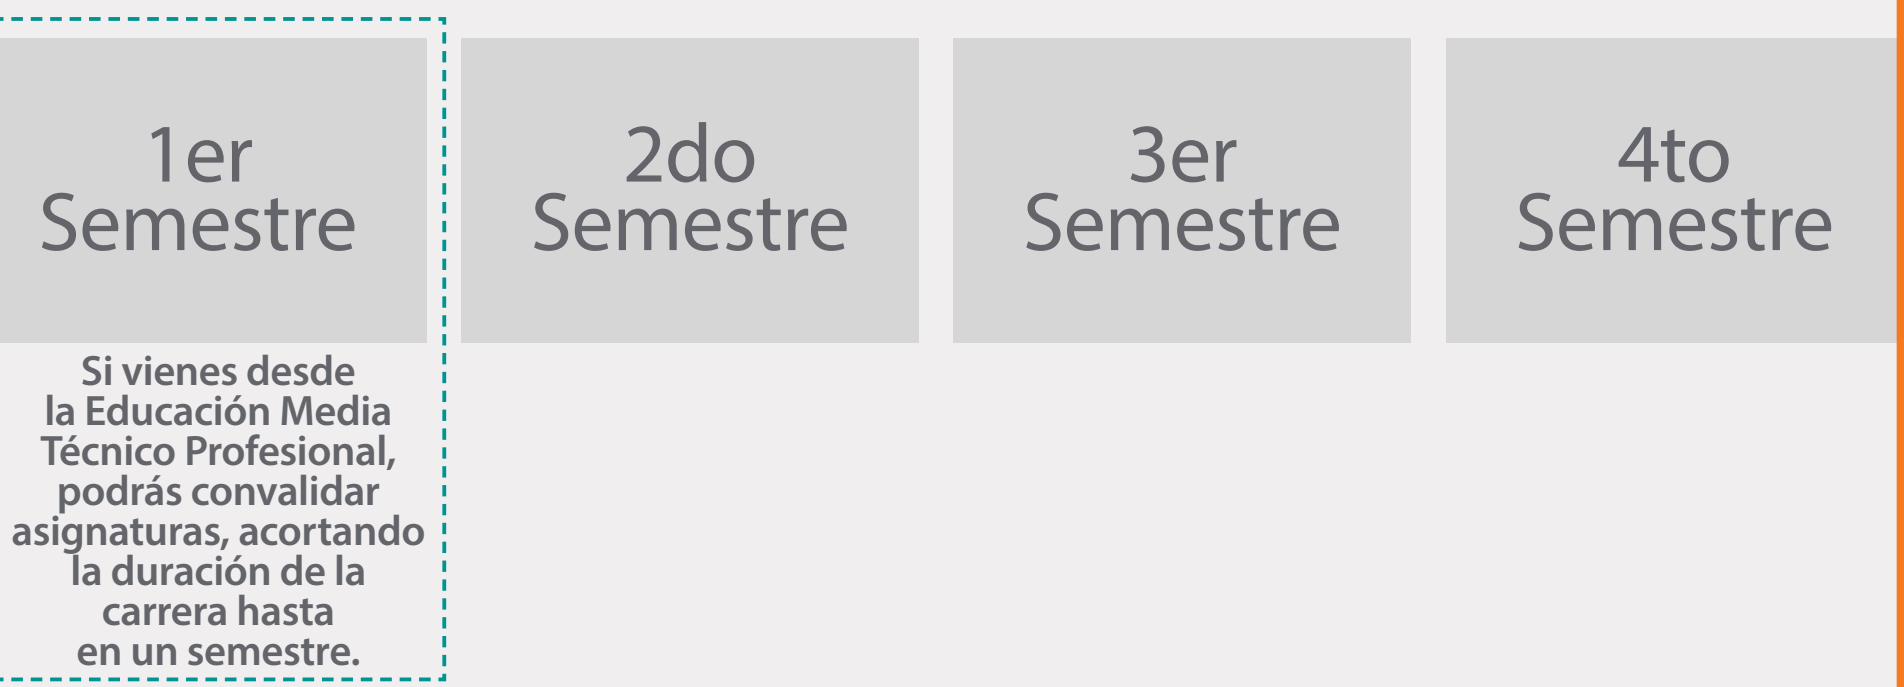 1er
Semestre
2do
Semestre
3er
Semestre
4to
Semestre
Si vienes desde
la Educación Media
Técnico Profesional,
podrás convalidar
asignaturas, acortando
la duración de la
carrera hasta
en un semestre.